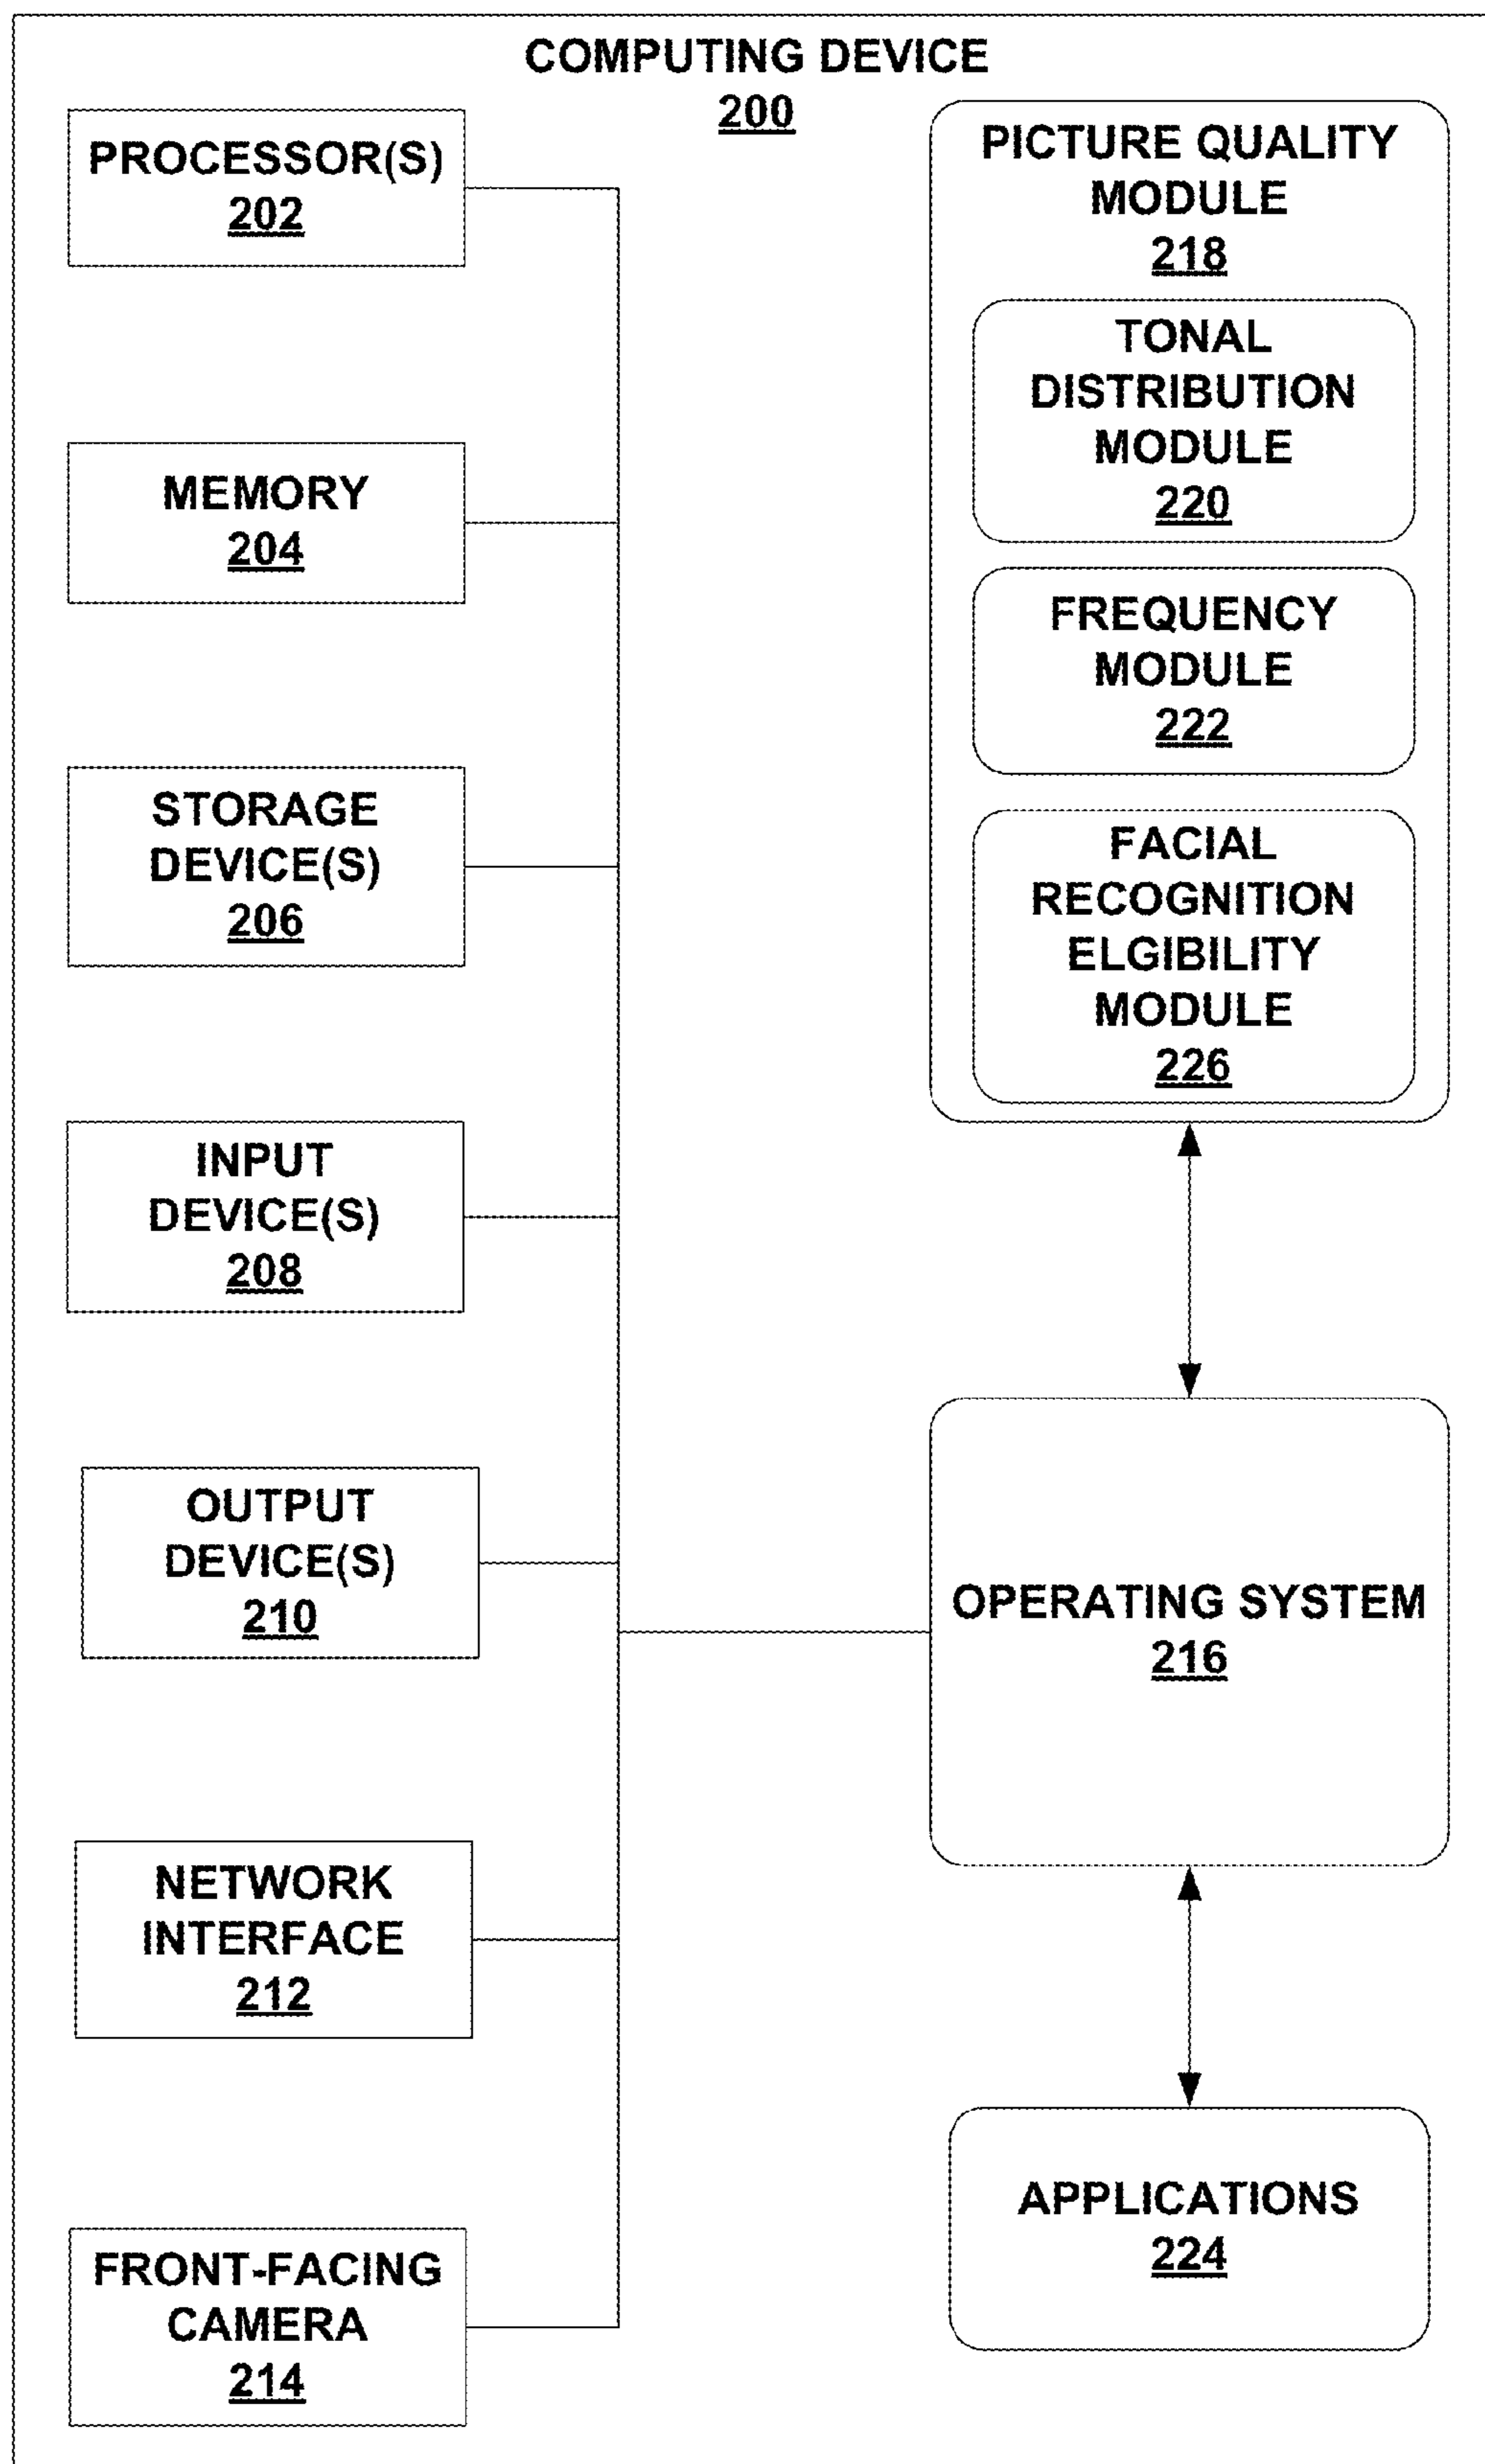 COMPUTING DEVICE
200
PROCESSOR(S)
202
MEMORY
204
STORAGE
DEVICE(S)
206
INPUT
DEVICE(S)
208
OUTPUT
DEVICE(S)
210
NETWORK
INTERFACE
212
FRONT-FACING
CAMERA
214
PICTURE QUALITY
MODULE
218
TONAL
DISTRIBUTION
MODULE
220
FREQUENCY
MODULE
222
FACIAL
RECOGNITION
ELGIBILITY
MODULE
226
OPERATING SYSTEM
216
APPLICATIONS
224